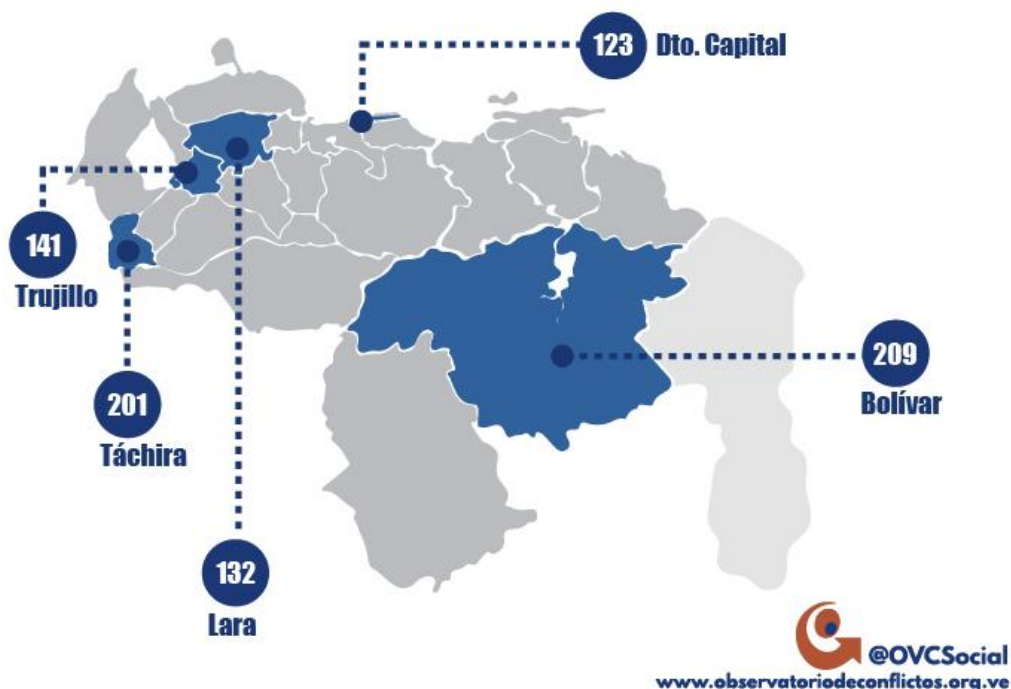 123 Dto. Capital
141
Trujillo
209
Bolívar
201
Táchira
132
Lara
@OVCSocial
www.observatoriodeconflictos.org.ve